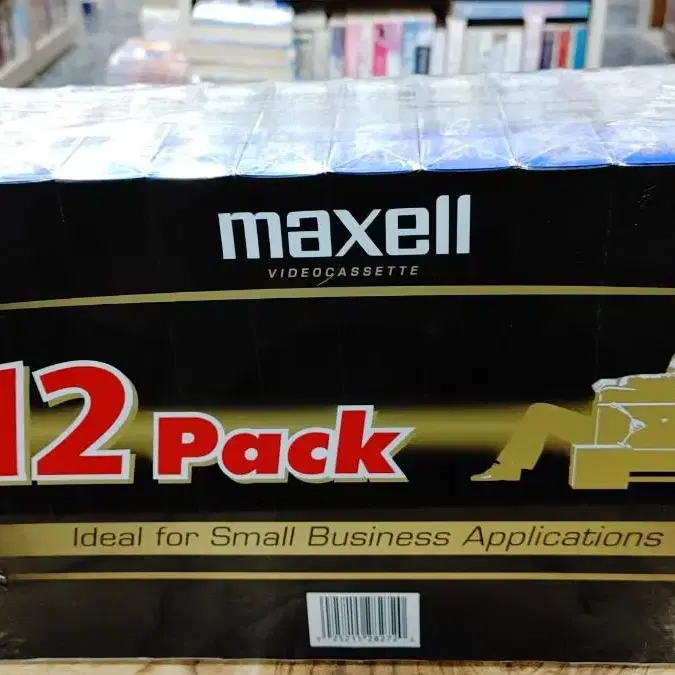 maxell
VIDEOCASSETTE
12 Pack
Ideal for Small Business Applications